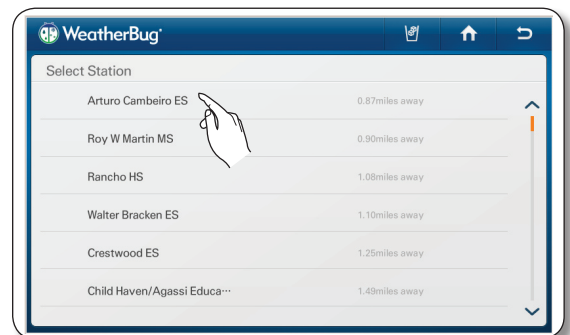 WeatherBug
Select Station
Arturo Cambeiro ES 0.87miles away
Roy W Martin MS 0.90miles away
Rancho HS 1.08miles away
Walter Bracken ES 1.10miles away
Crestwood ES 1.25miles away
Child Haven/Agassi Educa… 1.49miles away